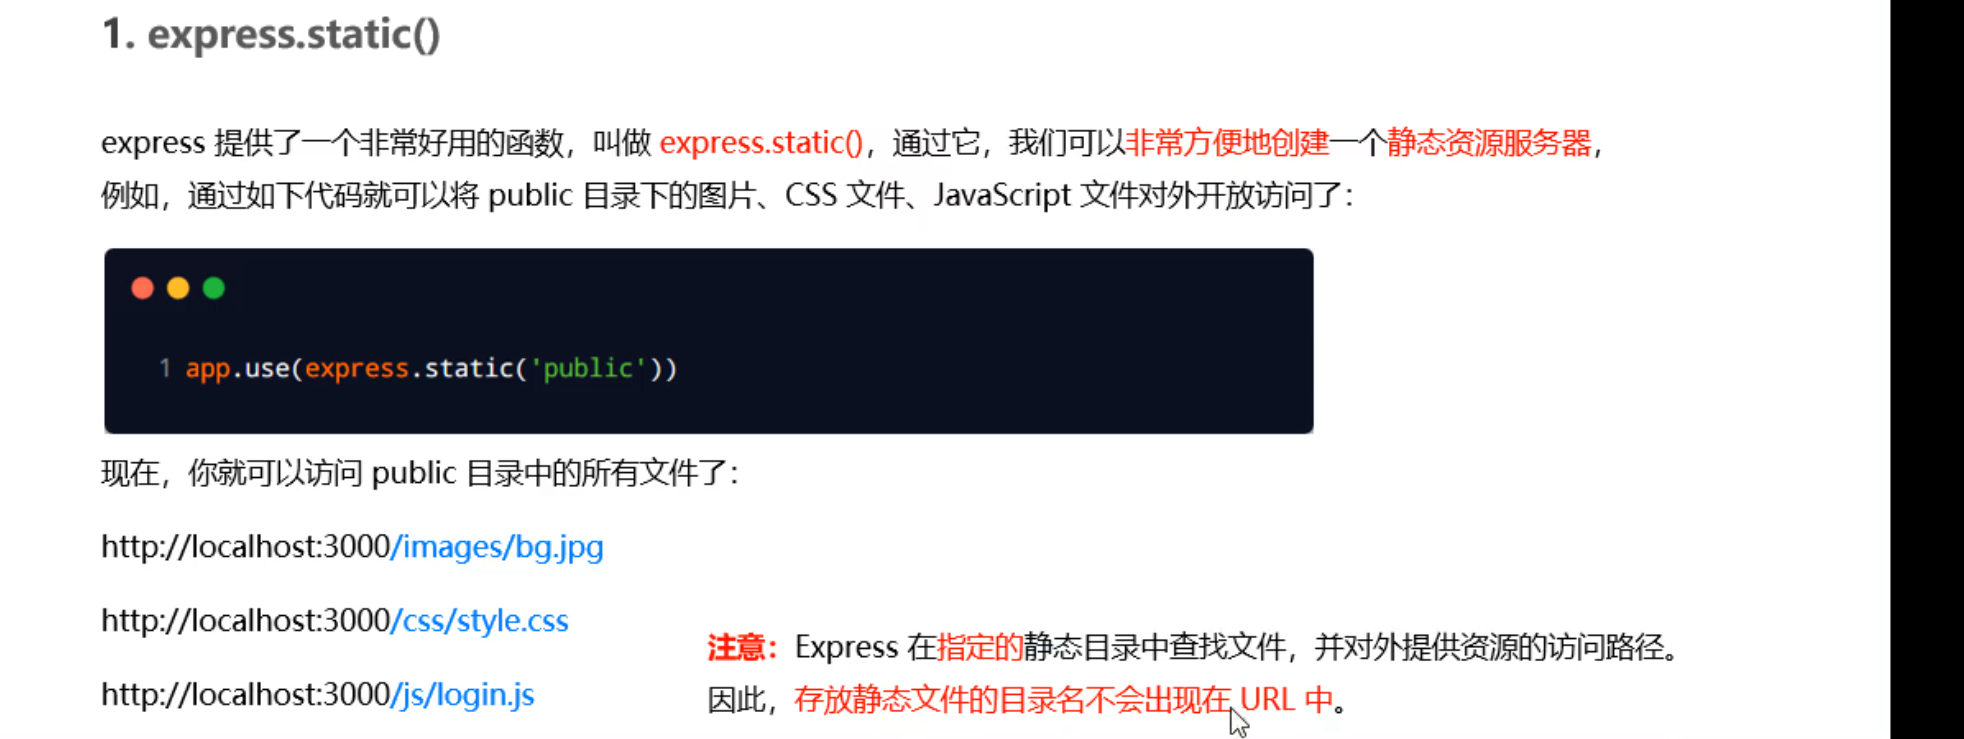 1. express.static()
express 提供了一个非常好用的函数，叫做 express.static()，通过它，我们可以非常方便地创建一个静态资源服务器，
例如，通过如下代码就可以将 public 目录下的图片、CSS 文件、JavaScript 文件对外开放访问了：
1 app.use(express.static('public'))
现在，你就可以访问 public 目录中的所有文件了：
http://localhost:3000/images/bg.jpg
http://localhost:3000/css/style.css
http://localhost:3000/js/login.js
注意：Express 在指定的静态目录中查找文件，并对外提供资源的访问路径。
因此，存放静态文件的目录名不会出现在 URL 中。